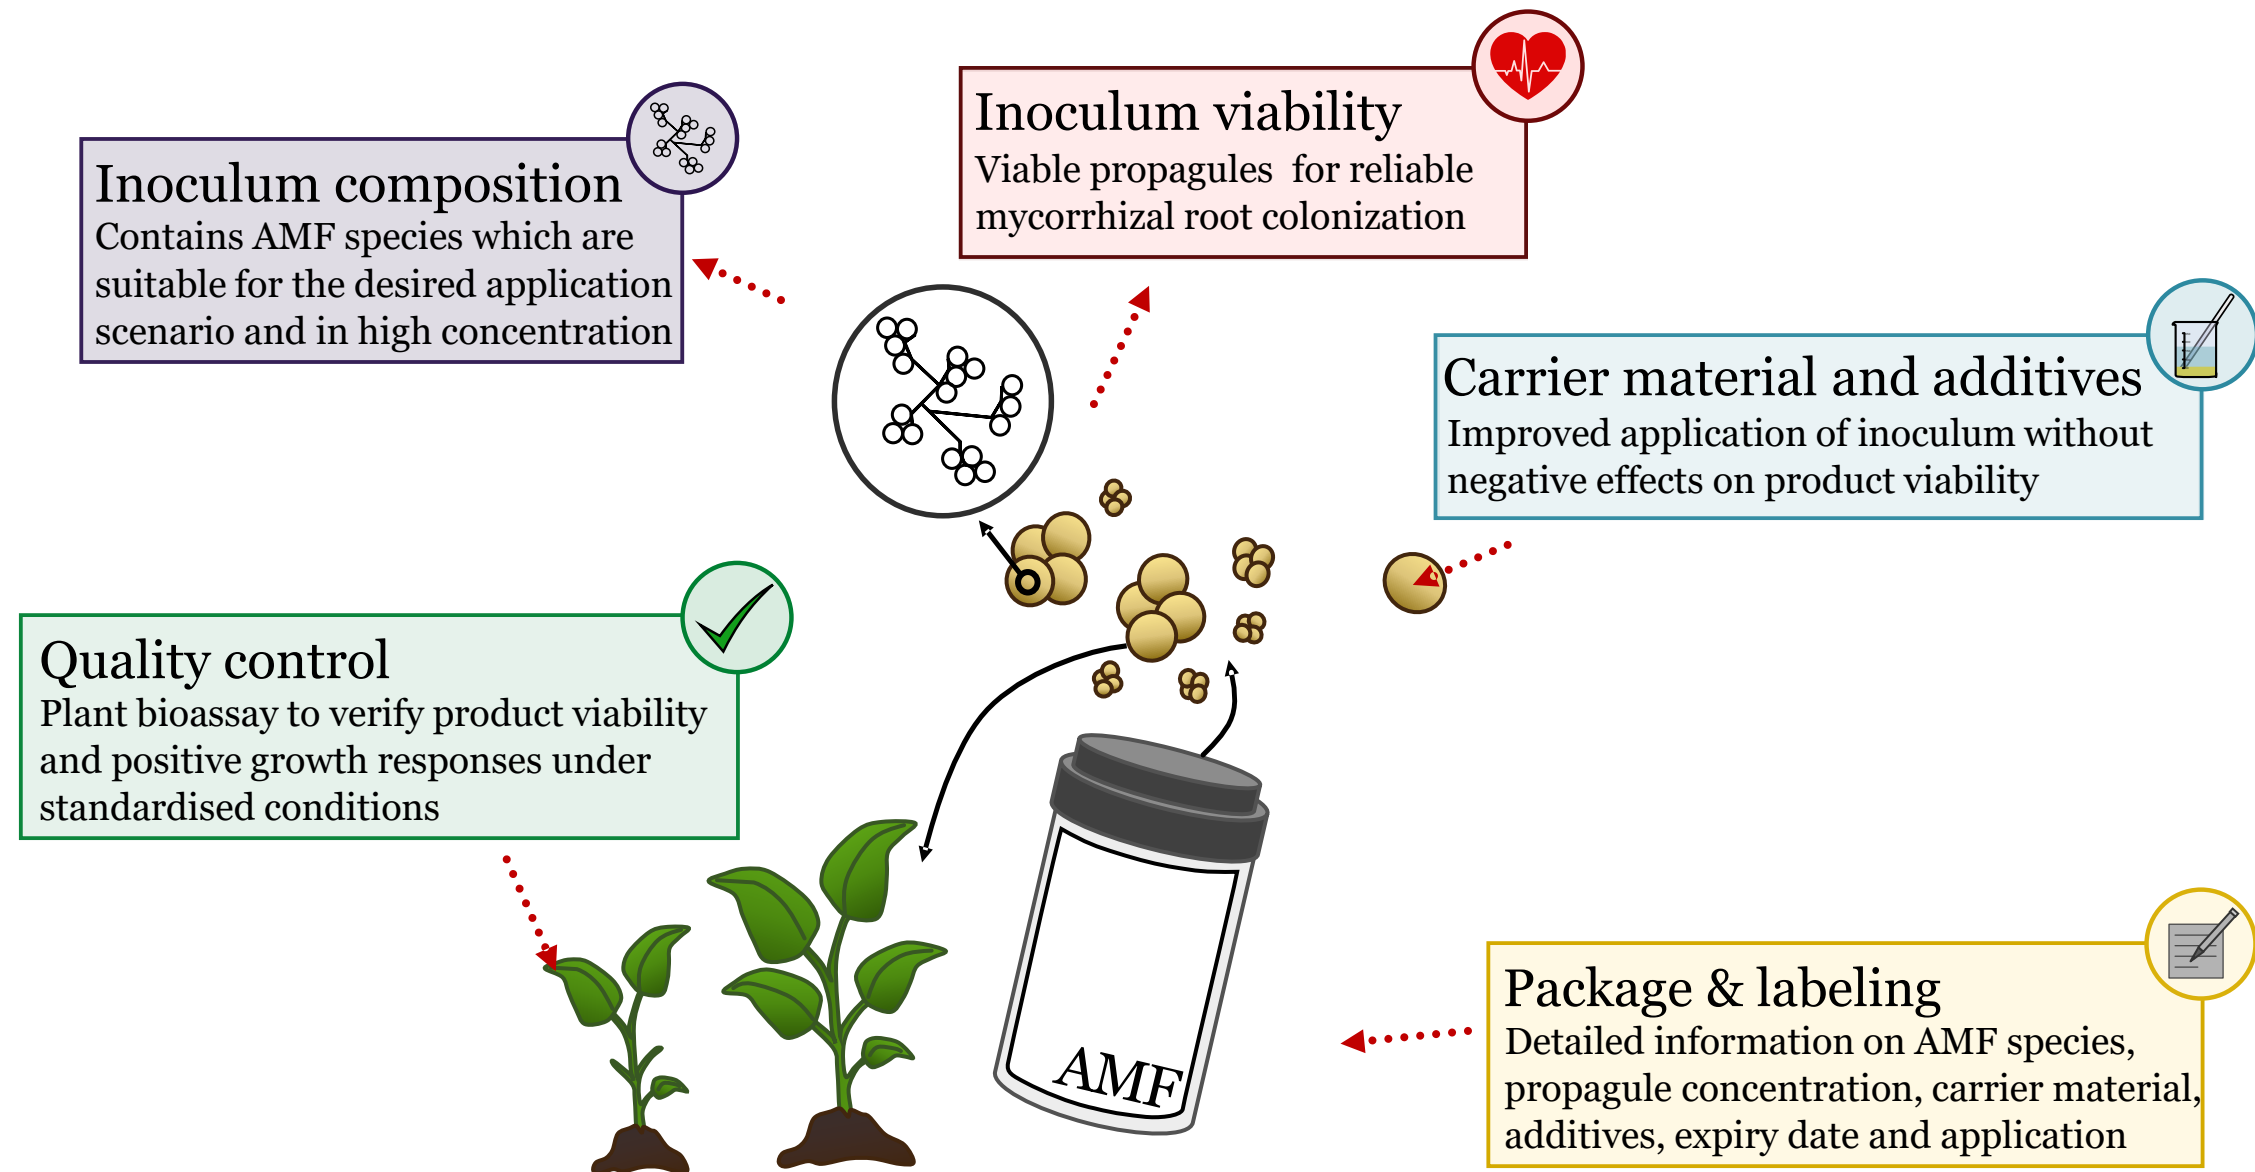 Inoculum composition
Contains AMF species which are
suitable for the desired application
scenario and in high concentration
Inoculum viability
Viable propagules for reliable
mycorrhizal root colonization
Carrier material and additives
Improved application of inoculum without
negative effects on product viability
Quality control
Plant bioassay to verify product viability
and positive growth responses under
standardised conditions
AMF
Package & labeling
Detailed information on AMF species,
propagule concentration, carrier material,
additives, expiry date and application